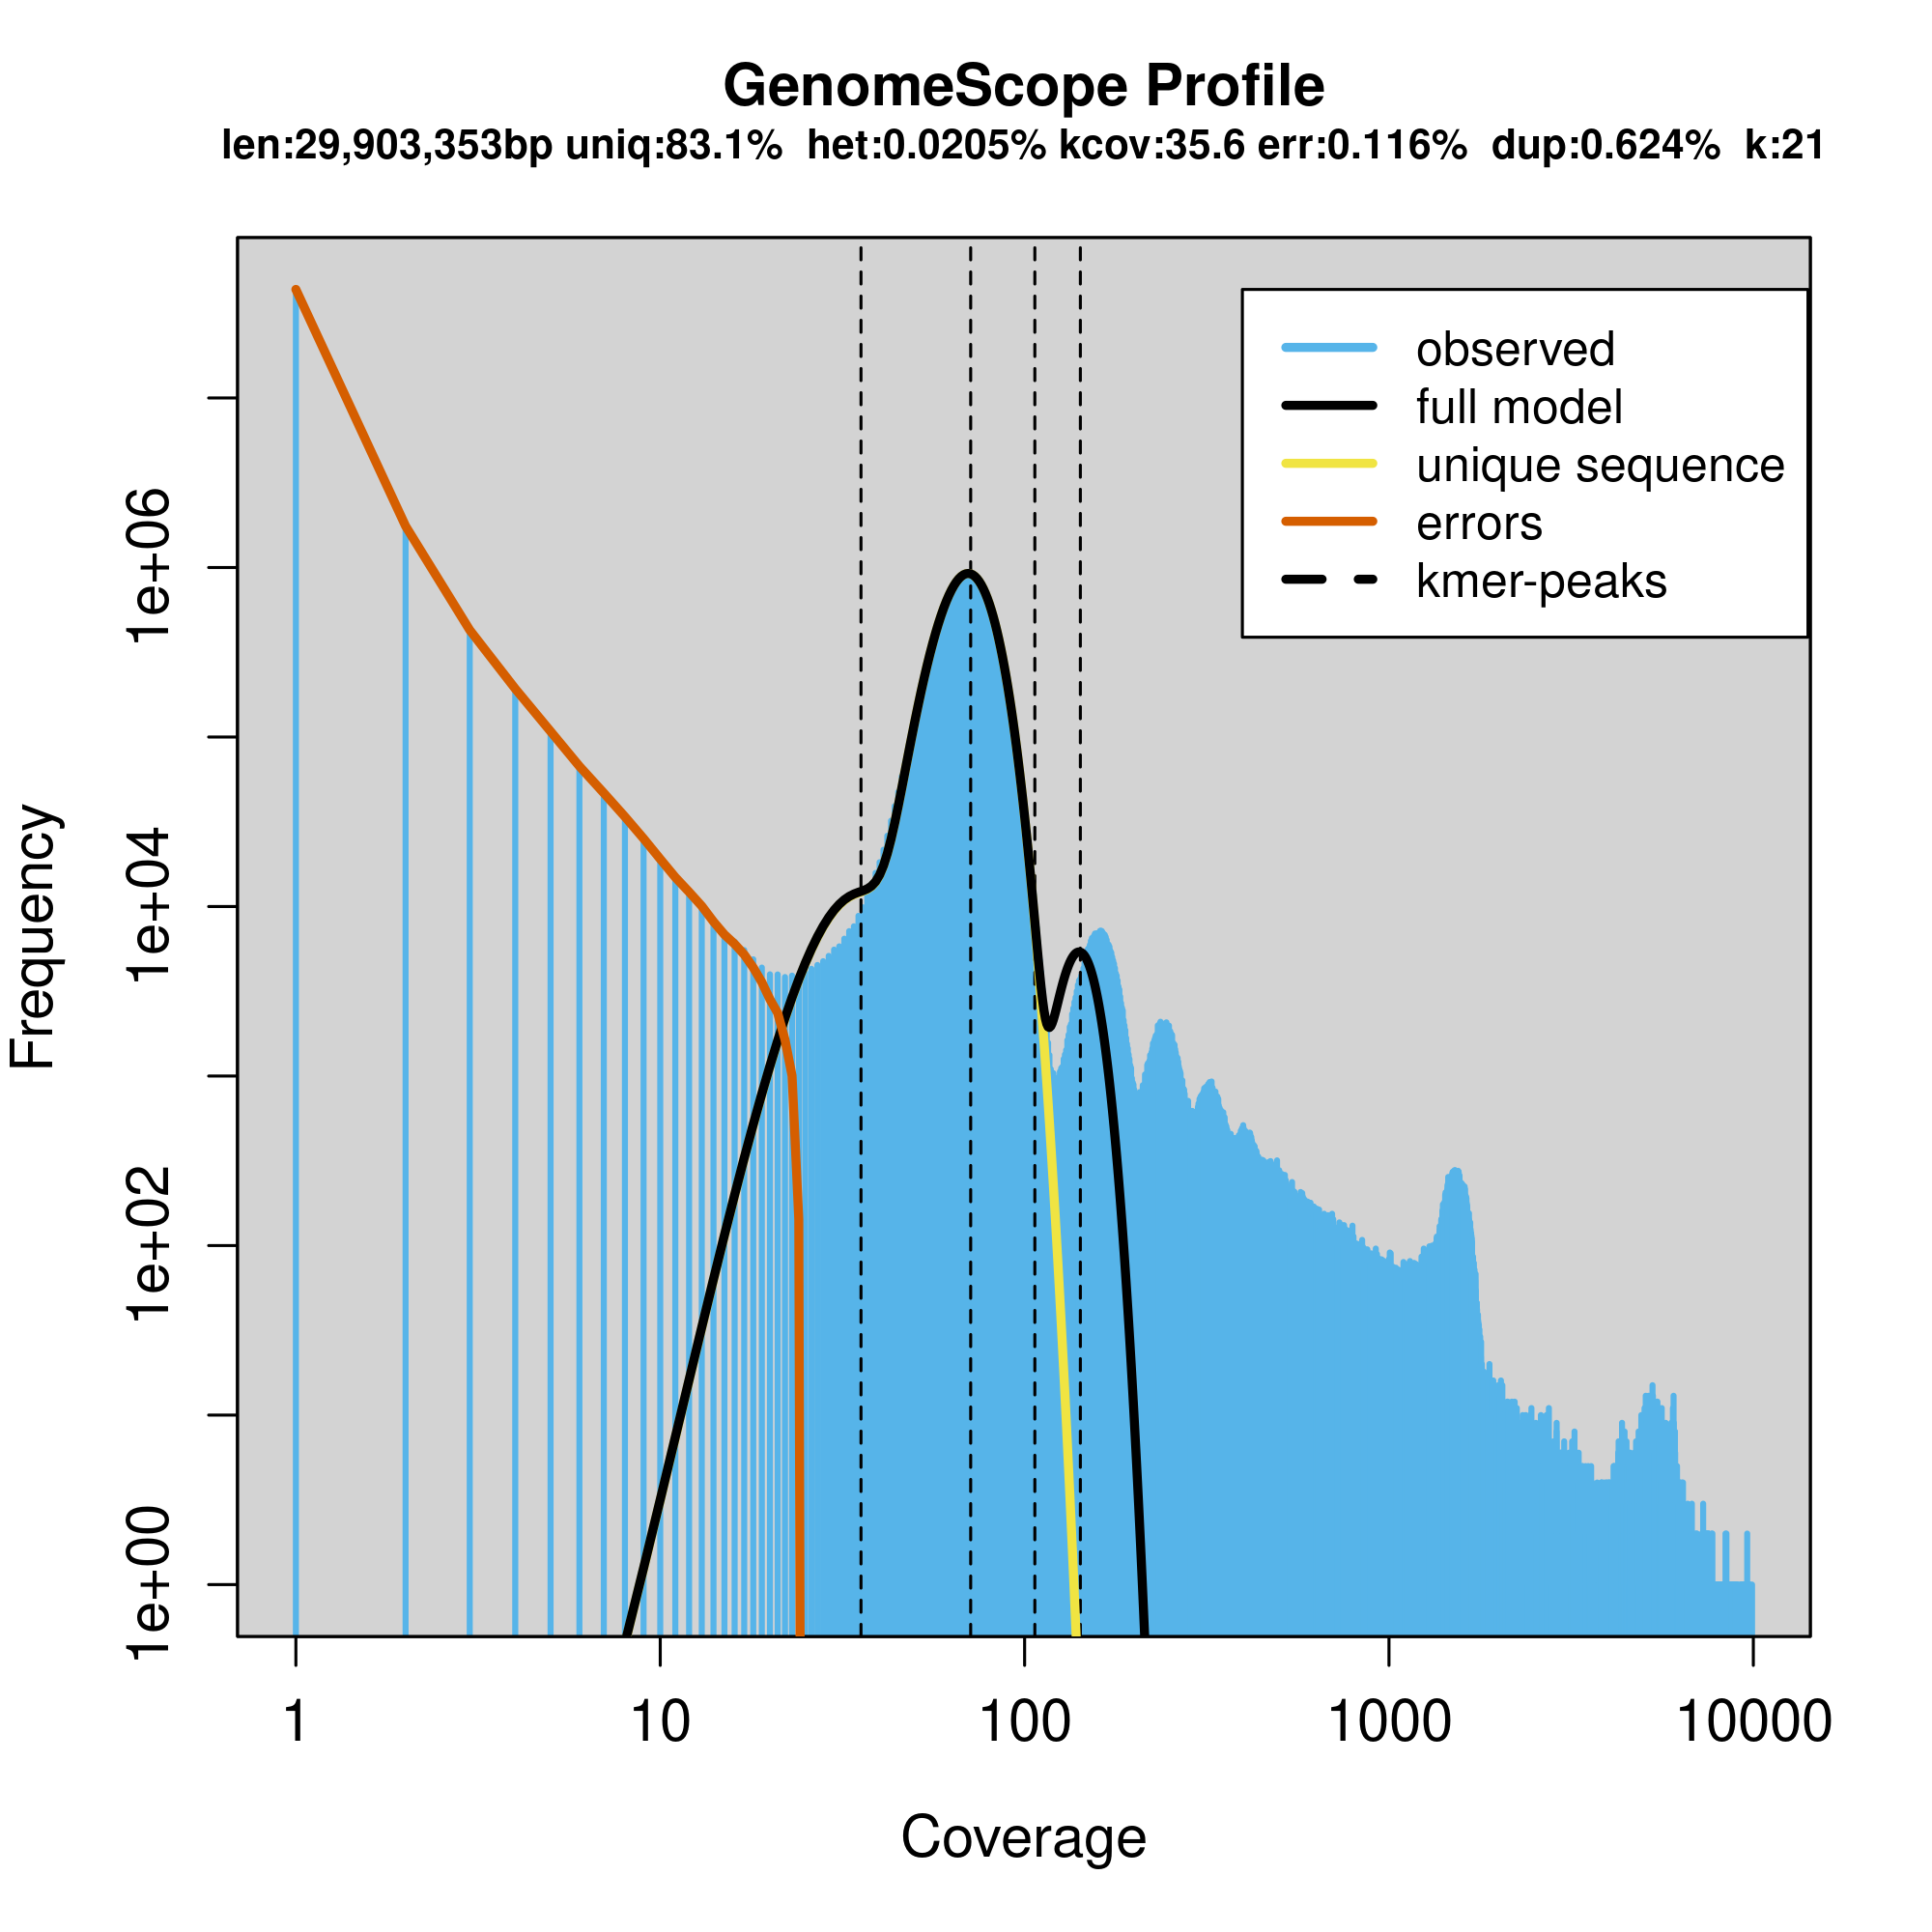 GenomeScope Profile
len:29,903,353bp uniq:83.1% het:0.0205% kcov:35.6 err:0.116% dup:0.624% k:21
observed
full model
unique sequence
errors
kmer-peaks
Frequency
1e+06
1e+04
1e+02
1e+00
1 10 100 1000 10000
Coverage